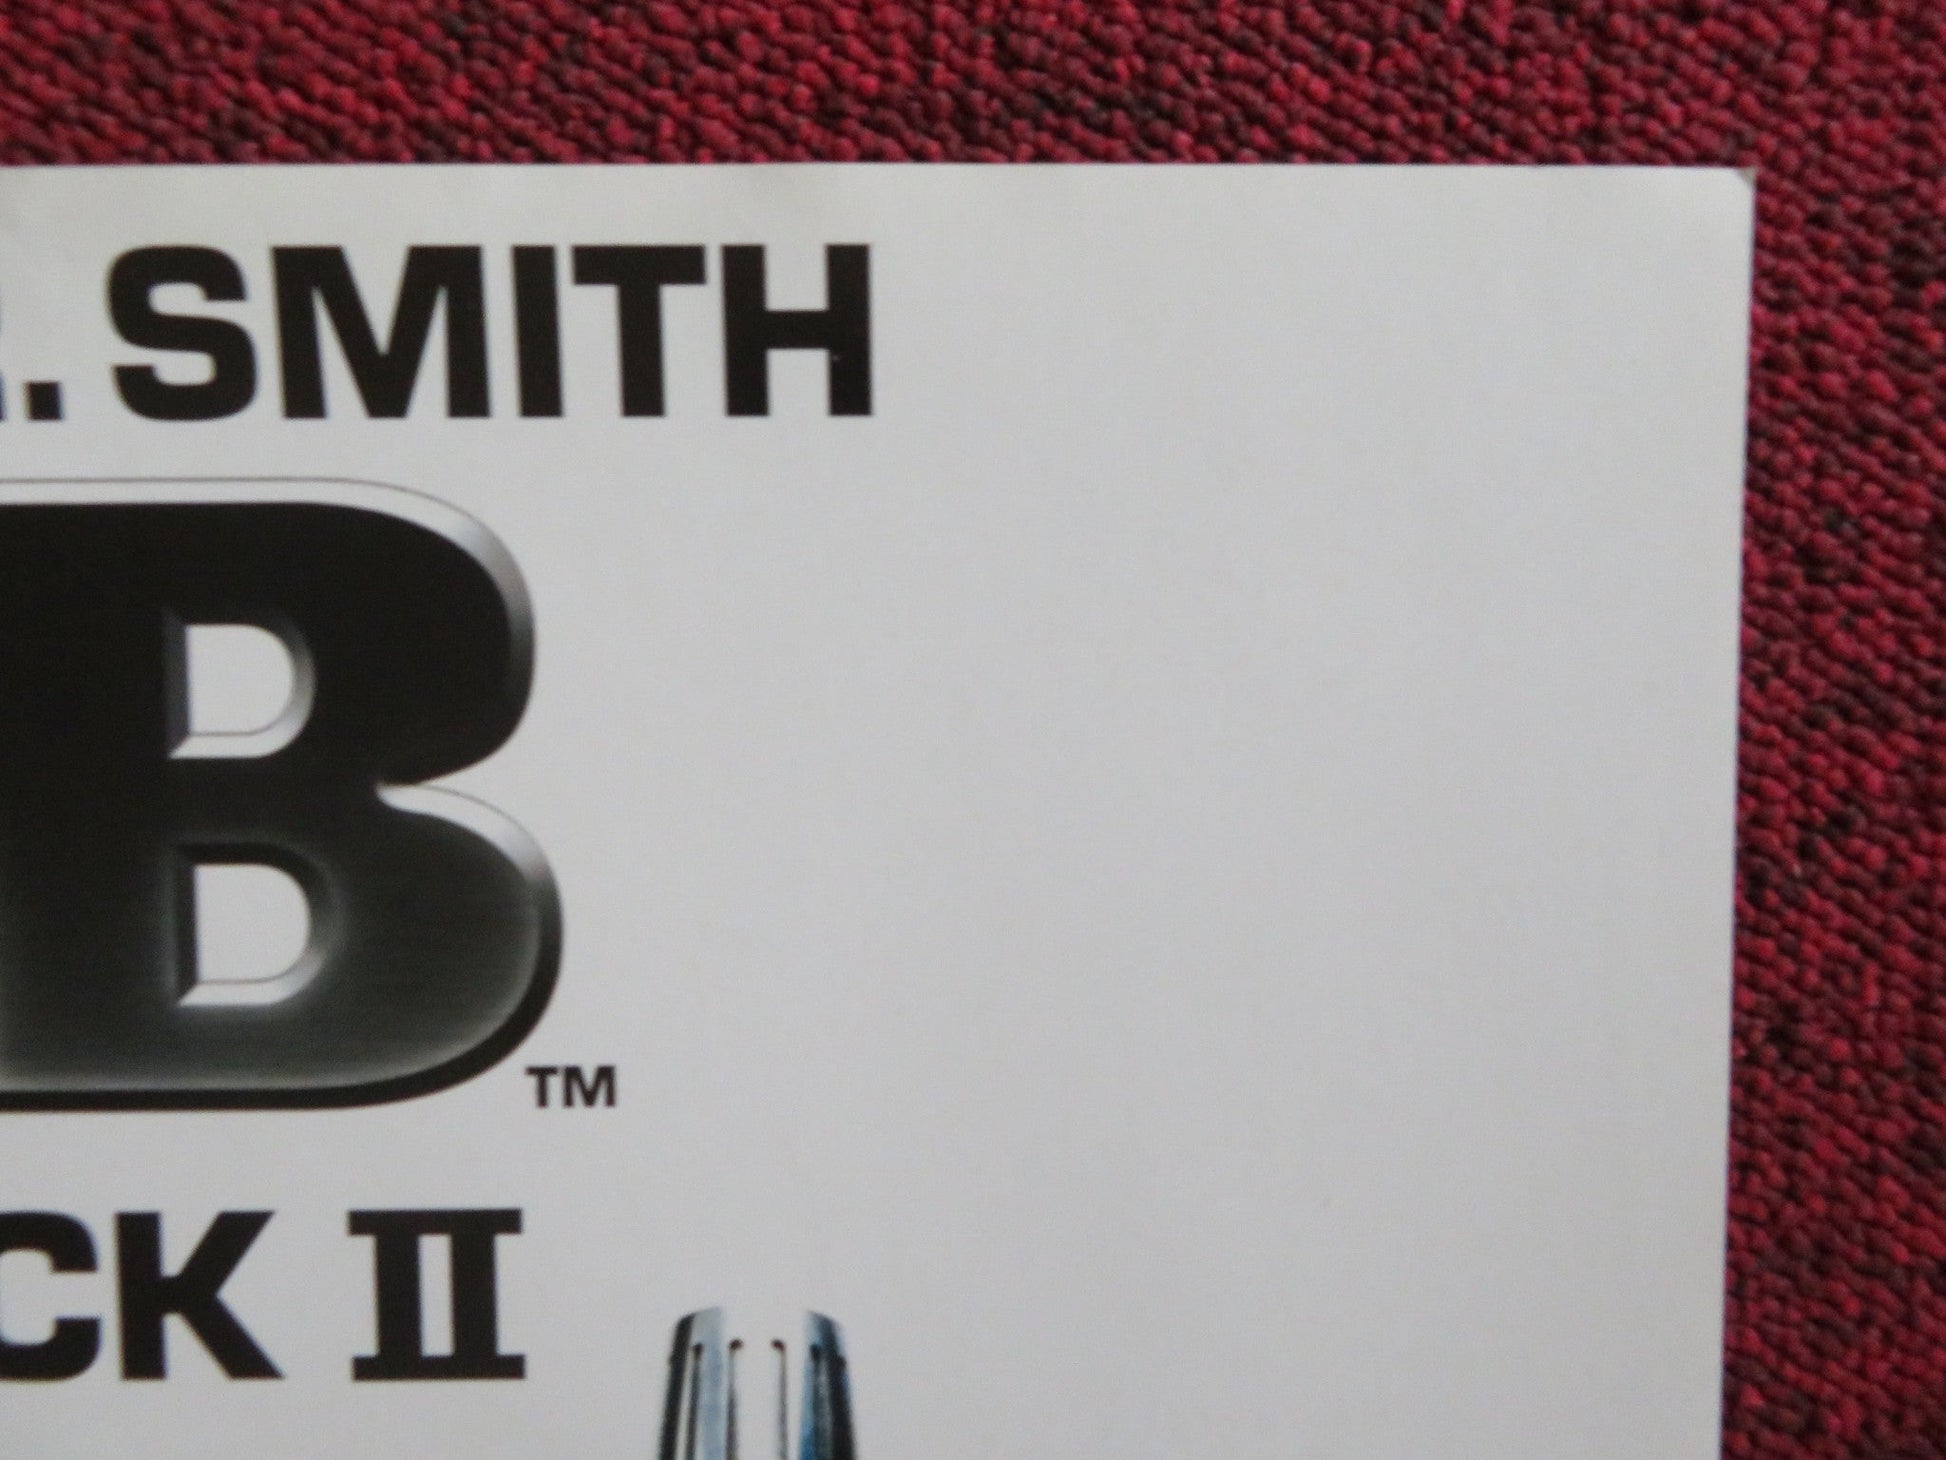 R. SMITH
B™
CK II